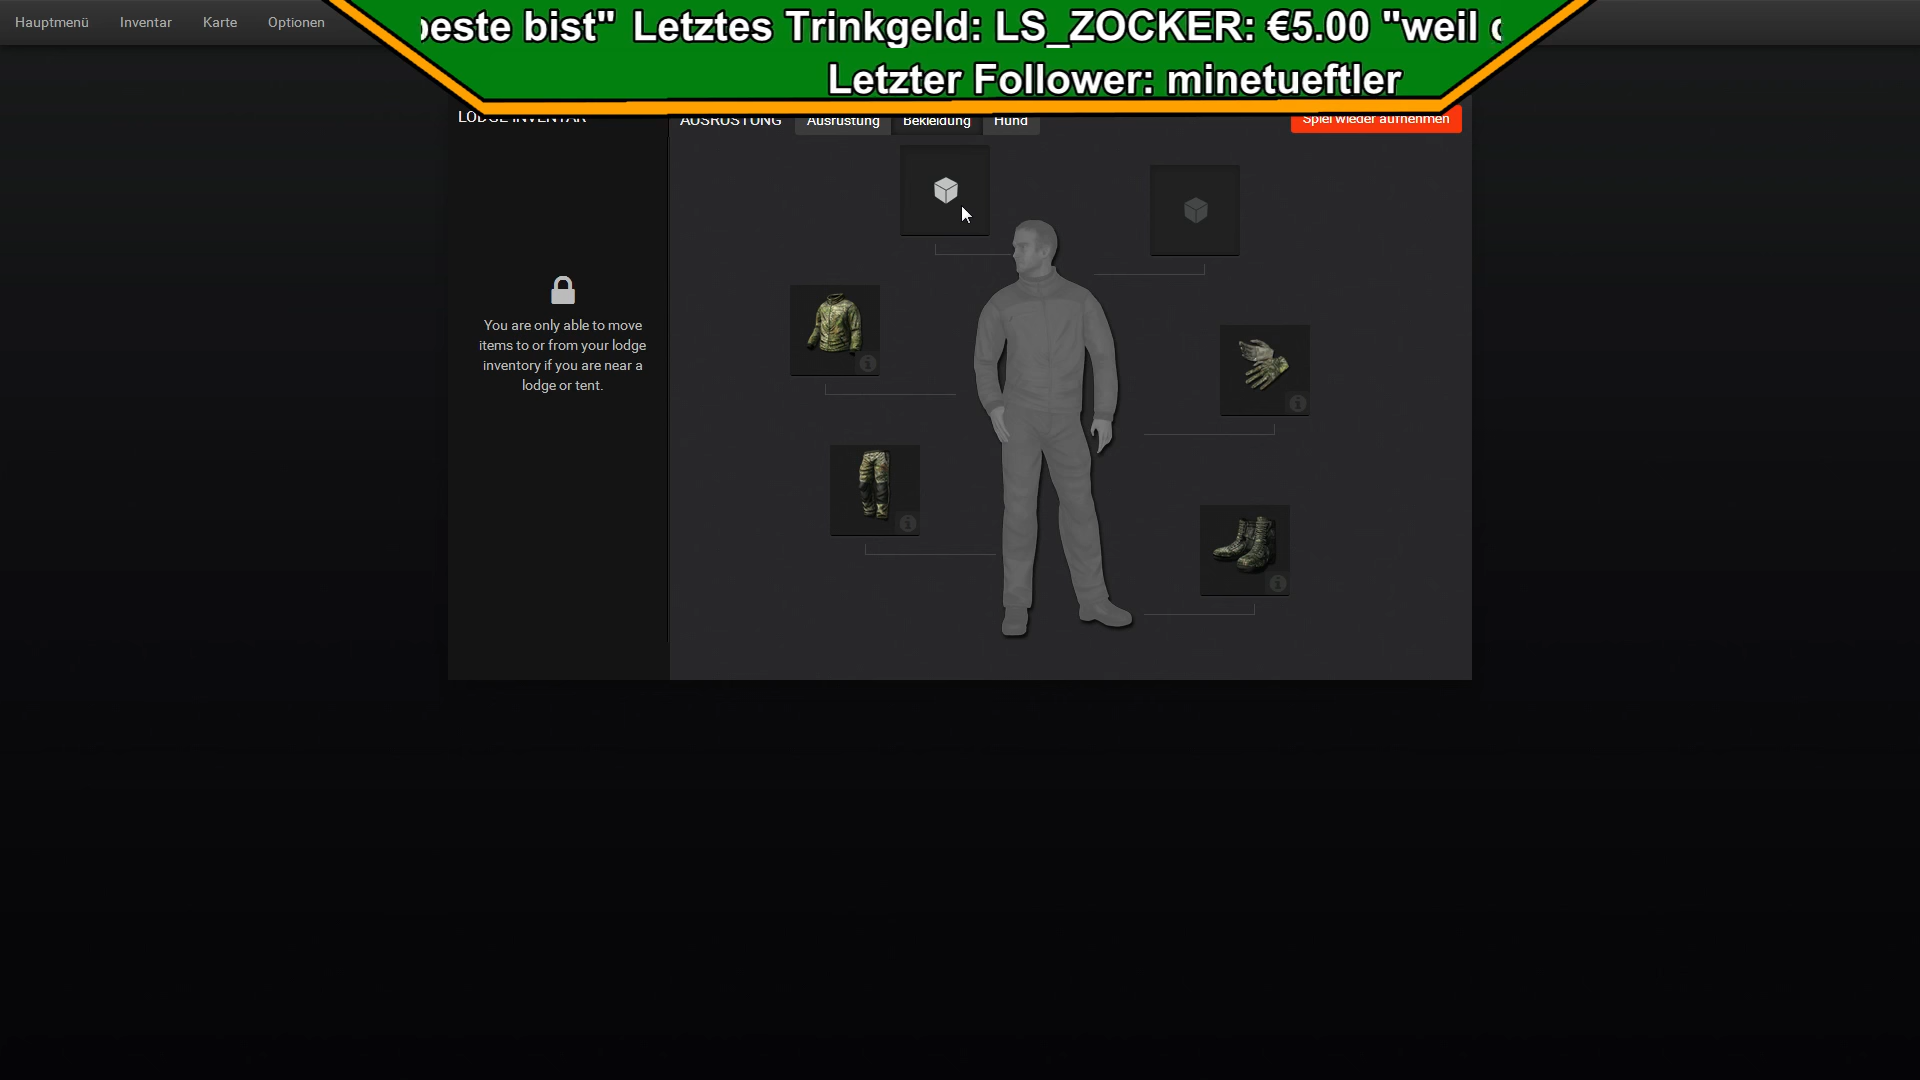 Hauptmenü Inventar Karte Optionen
beste bist" Letztes Trinkgeld: LS_ZOCKER: €5.00 "weil
Letzter Follower: minetueftler
LODGE INVENTAR
AUSRÜSTUNG Ausrüstung Bekleidung Hund
Spiel wieder aufnehmen
You are only able to move
items to or from your lodge
inventory if you are near a
lodge or tent.